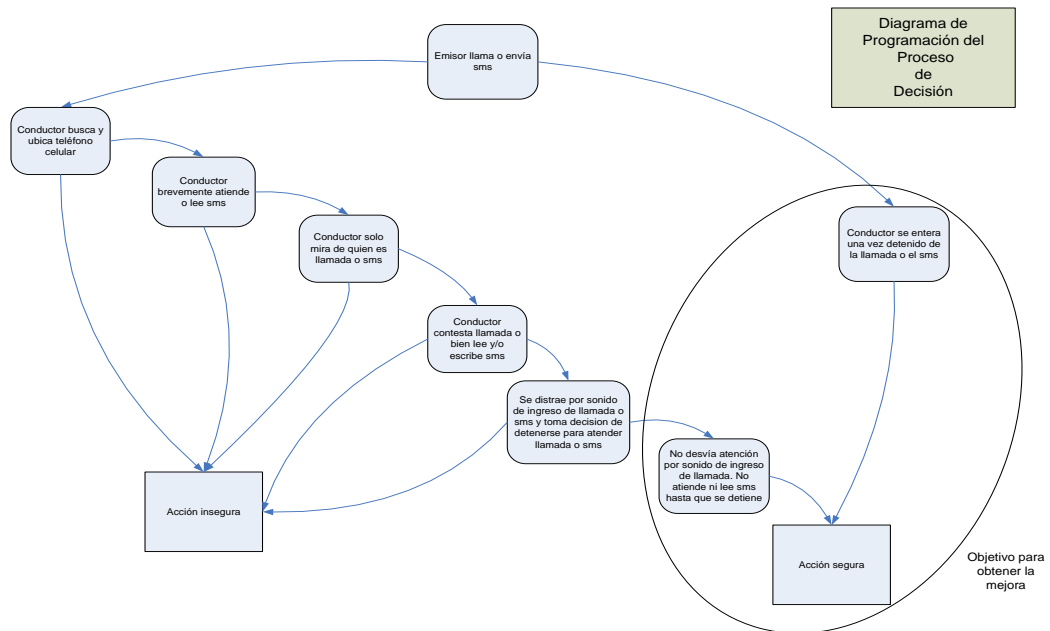 Diagrama de
Programación del
Proceso
de
Decisión
Emisor llama o envía
sms
Conductor busca y
ubica teléfono
celular
Conductor
brevemente atiende
o lee sms
Conductor solo
mira de quien es
llamada o sms
Conductor
contesta llamada o
bien lee y/o
escribe sms
Se distrae por sonido
de ingreso de llamada o
sms y toma decision de
detenerse para atender
llamada o sms
No desvía atención
por sonido de ingreso
de llamada. No
atiende ni lee sms
hasta que se detiene
Conductor se entera
una vez detenido de
la llamada o el sms
Acción insegura
Acción segura
Objetivo para
obtener la
mejora